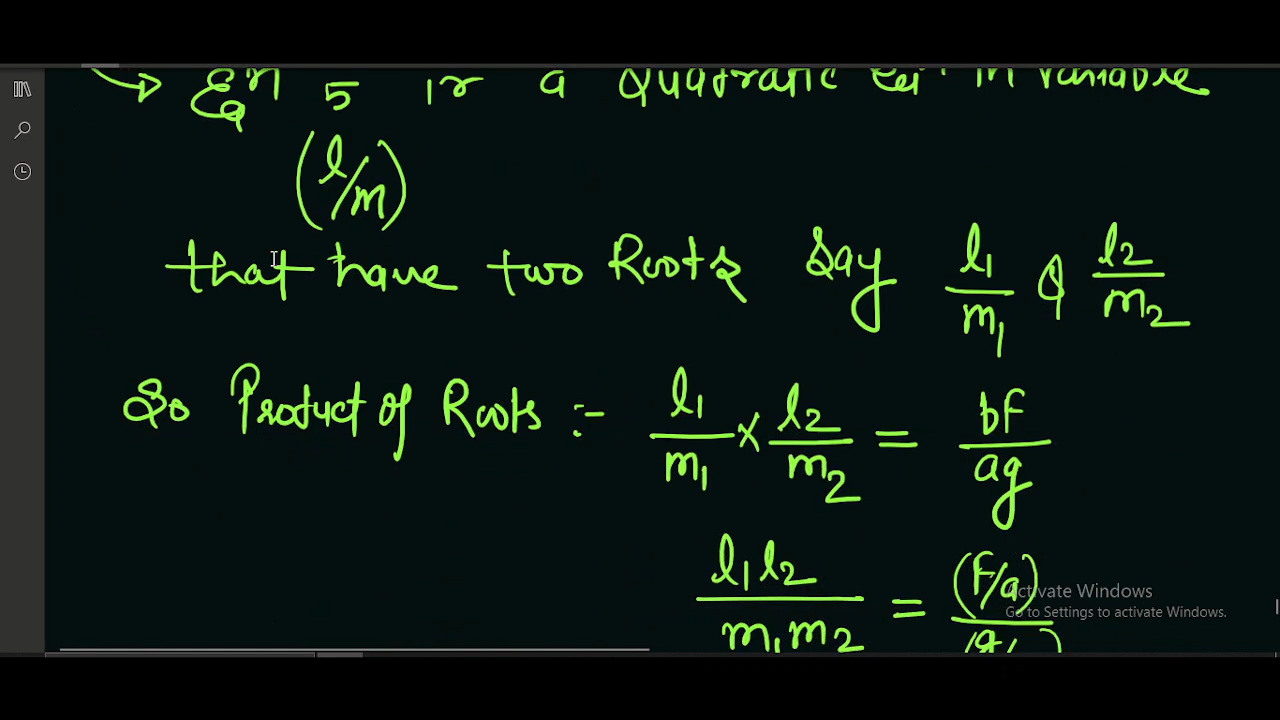 → Eqn 5 is a Quadratic Eqn. in variable
(l/m)
that have two Roots Say l1/m1 & l2/m2
So Product of Roots :- l1/m1 × l2/m2 = bf/ag
l1l2/m1m2 = (f/a)
Activate Windows
Go to Settings to activate Windows.